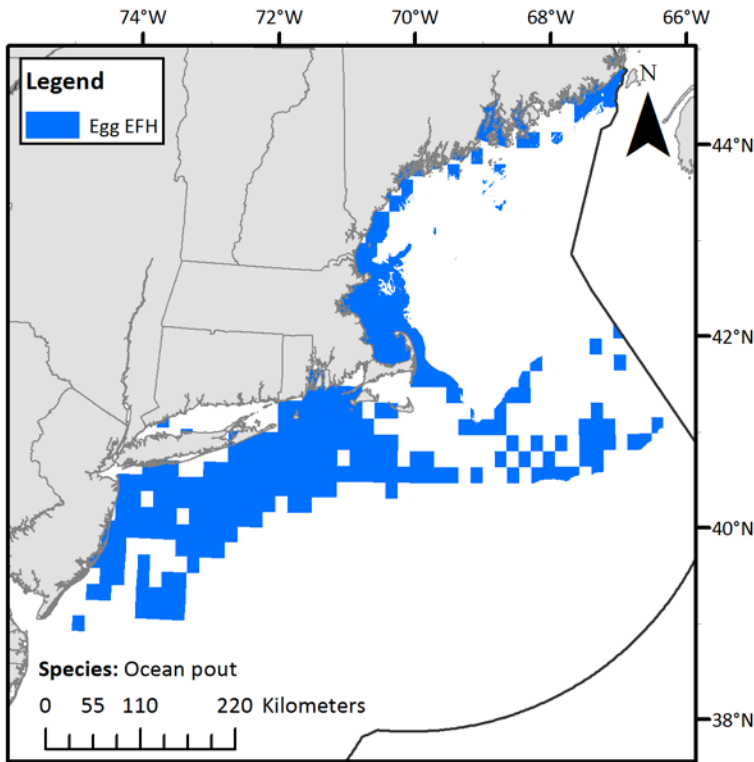 74°W 72°W 70°W 68°W 66°W
Legend
Egg EFH
N
44°N
42°N
40°N
38°N
Species: Ocean pout
0 55 110 220 Kilometers